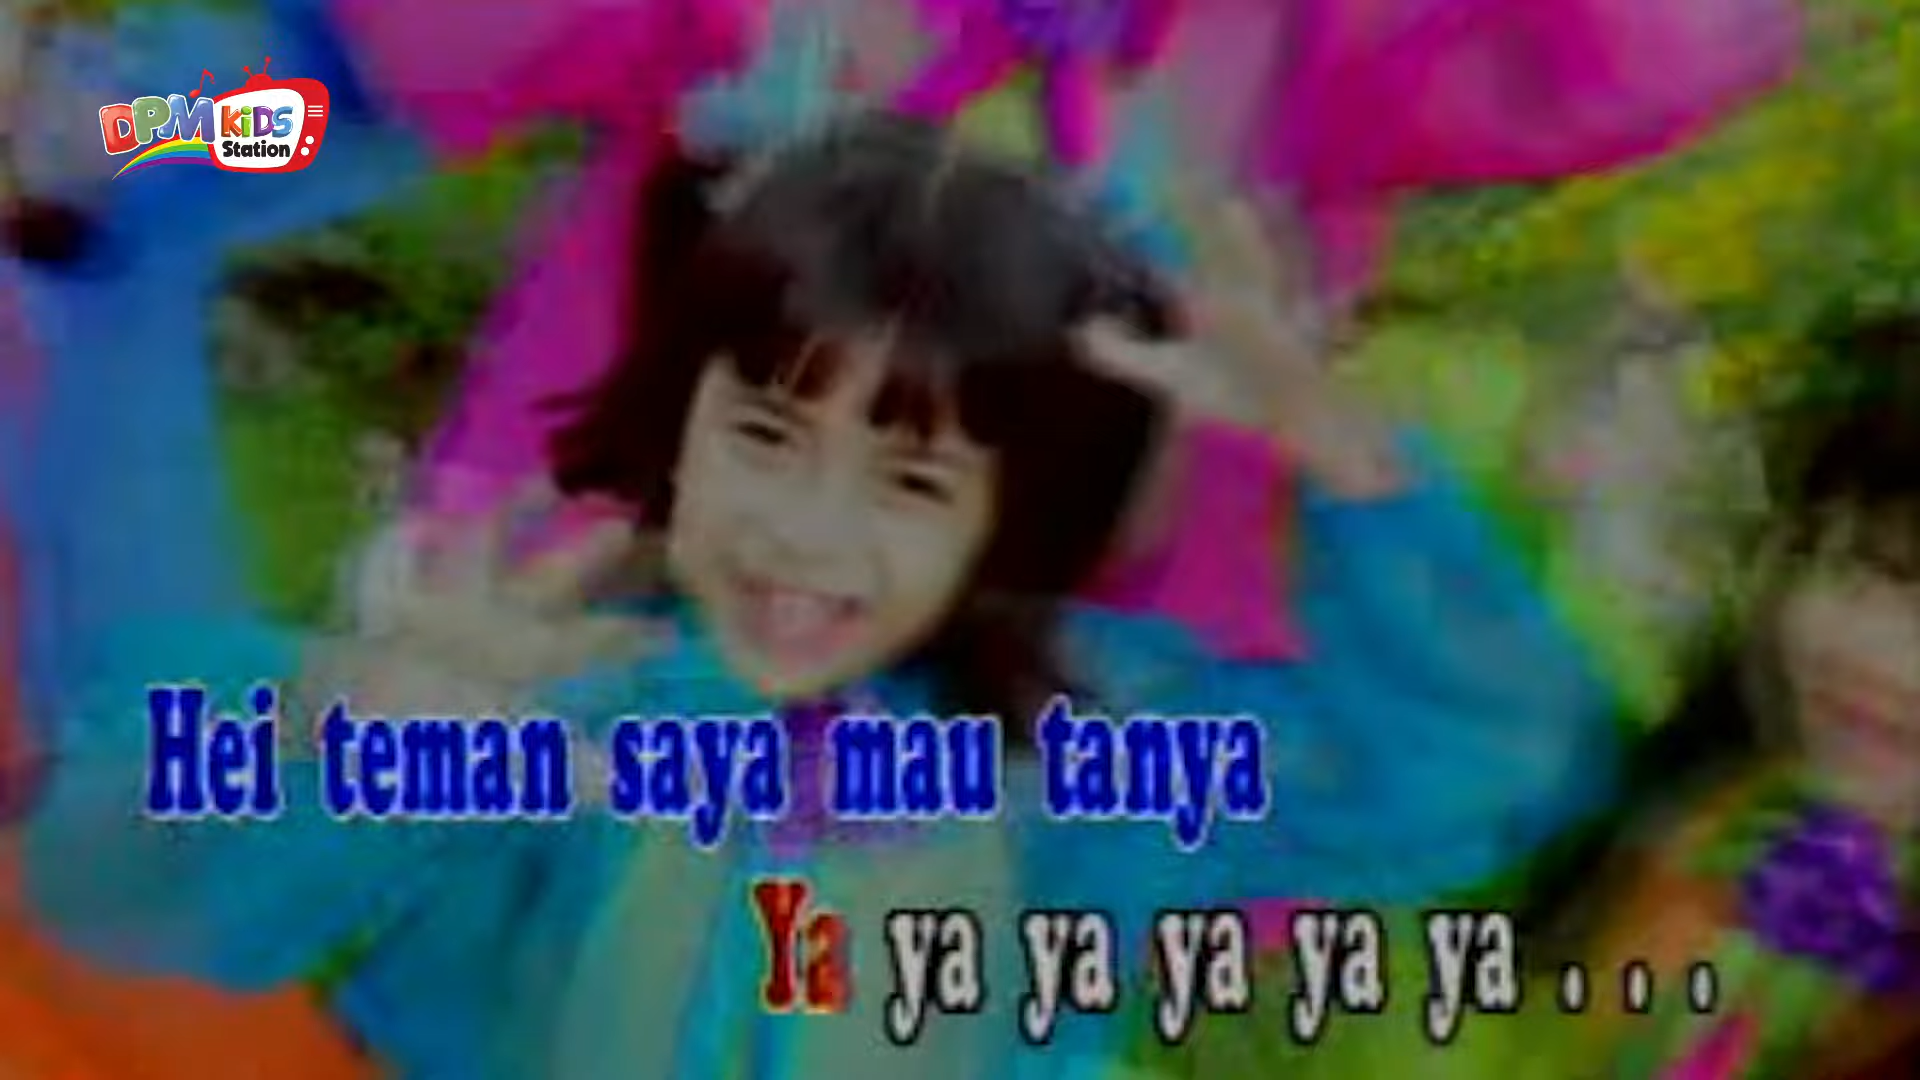 DPM KiDS
Station
Hei teman saya mau tanya
Ya ya ya ya ya ya . . .